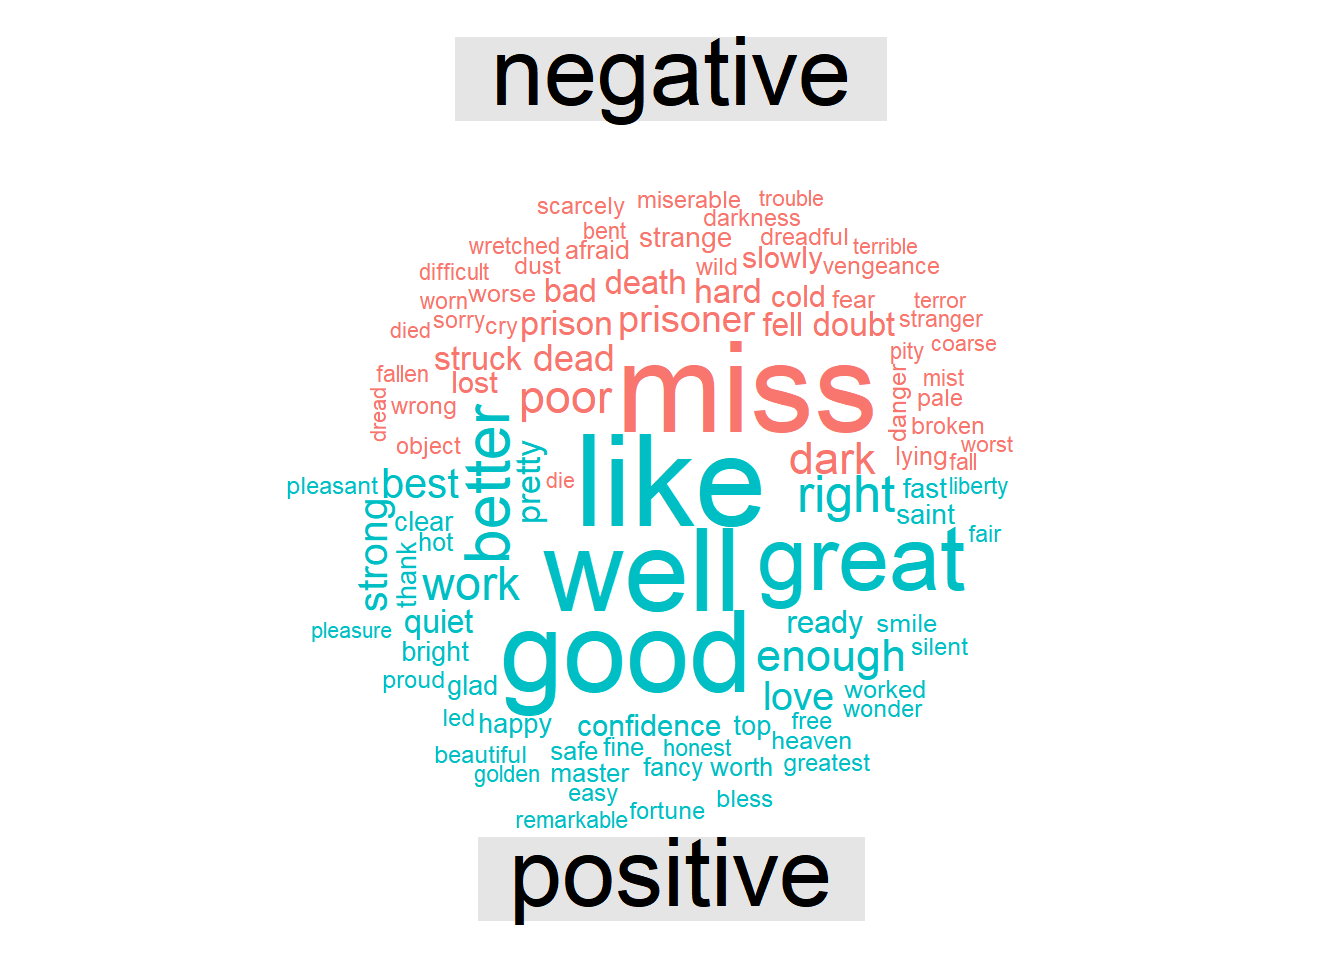 negative
scarcely miserable trouble
bent darkness
wretched afraid strange dreadful terrible
difficult dust wild slowly vengeance
worn worse bad death hard cold fear terror
died sorry cry prison prisoner fell doubt stranger
struck dead miss pity coarse
fallen lost danger mist
dread wrong poor pale
object better pretty like dark broken worst
lying fall
pleasant best die right fast liberty
strong clear saint
thank hot well great fair
work
pleasure quiet good ready smile
bright enough silent
proud glad love worked
led happy confidence top free wonder
beautiful safe fine honest heaven
golden master fancy worth greatest
easy bless
remarkable fortune
positive